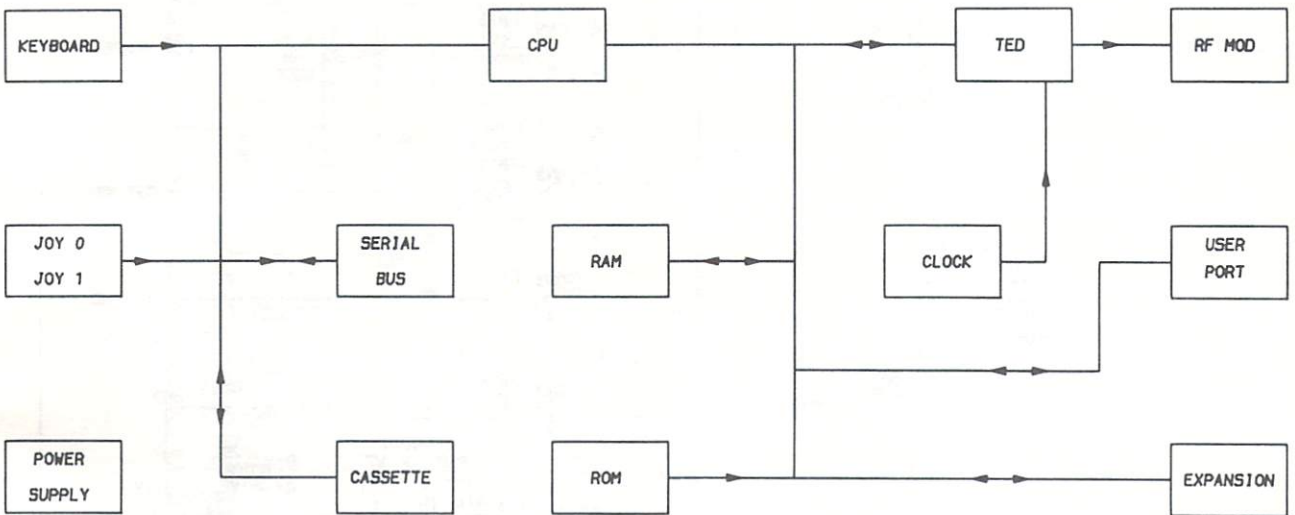 KEYBOARD
CPU
TED
RF MOD
JOY 0
JOY 1
SERIAL
BUS
RAM
CLOCK
USER
PORT
POWER
SUPPLY
CASSETTE
ROM
EXPANSION